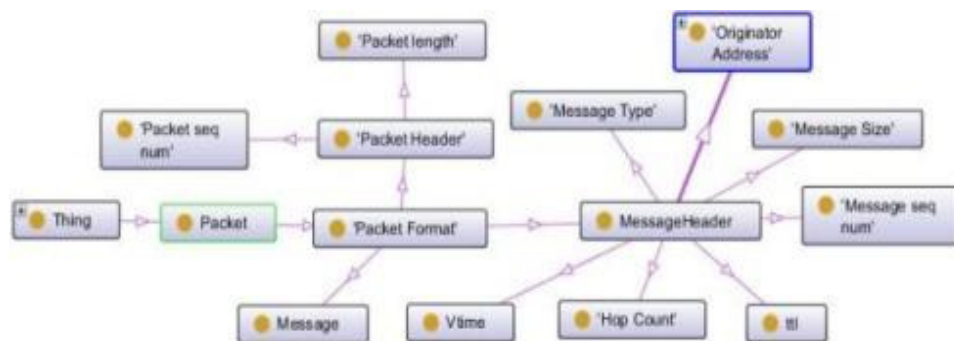 'Originator
Address'
'Packet length'
'Message Type'
'Message Size'
'Packet seq
num'
'Packet Header'
'Message seq
num'
Thing
Packet
'Packet Format'
MessageHeader
Message
Vtime
'Hop Count'
ttl